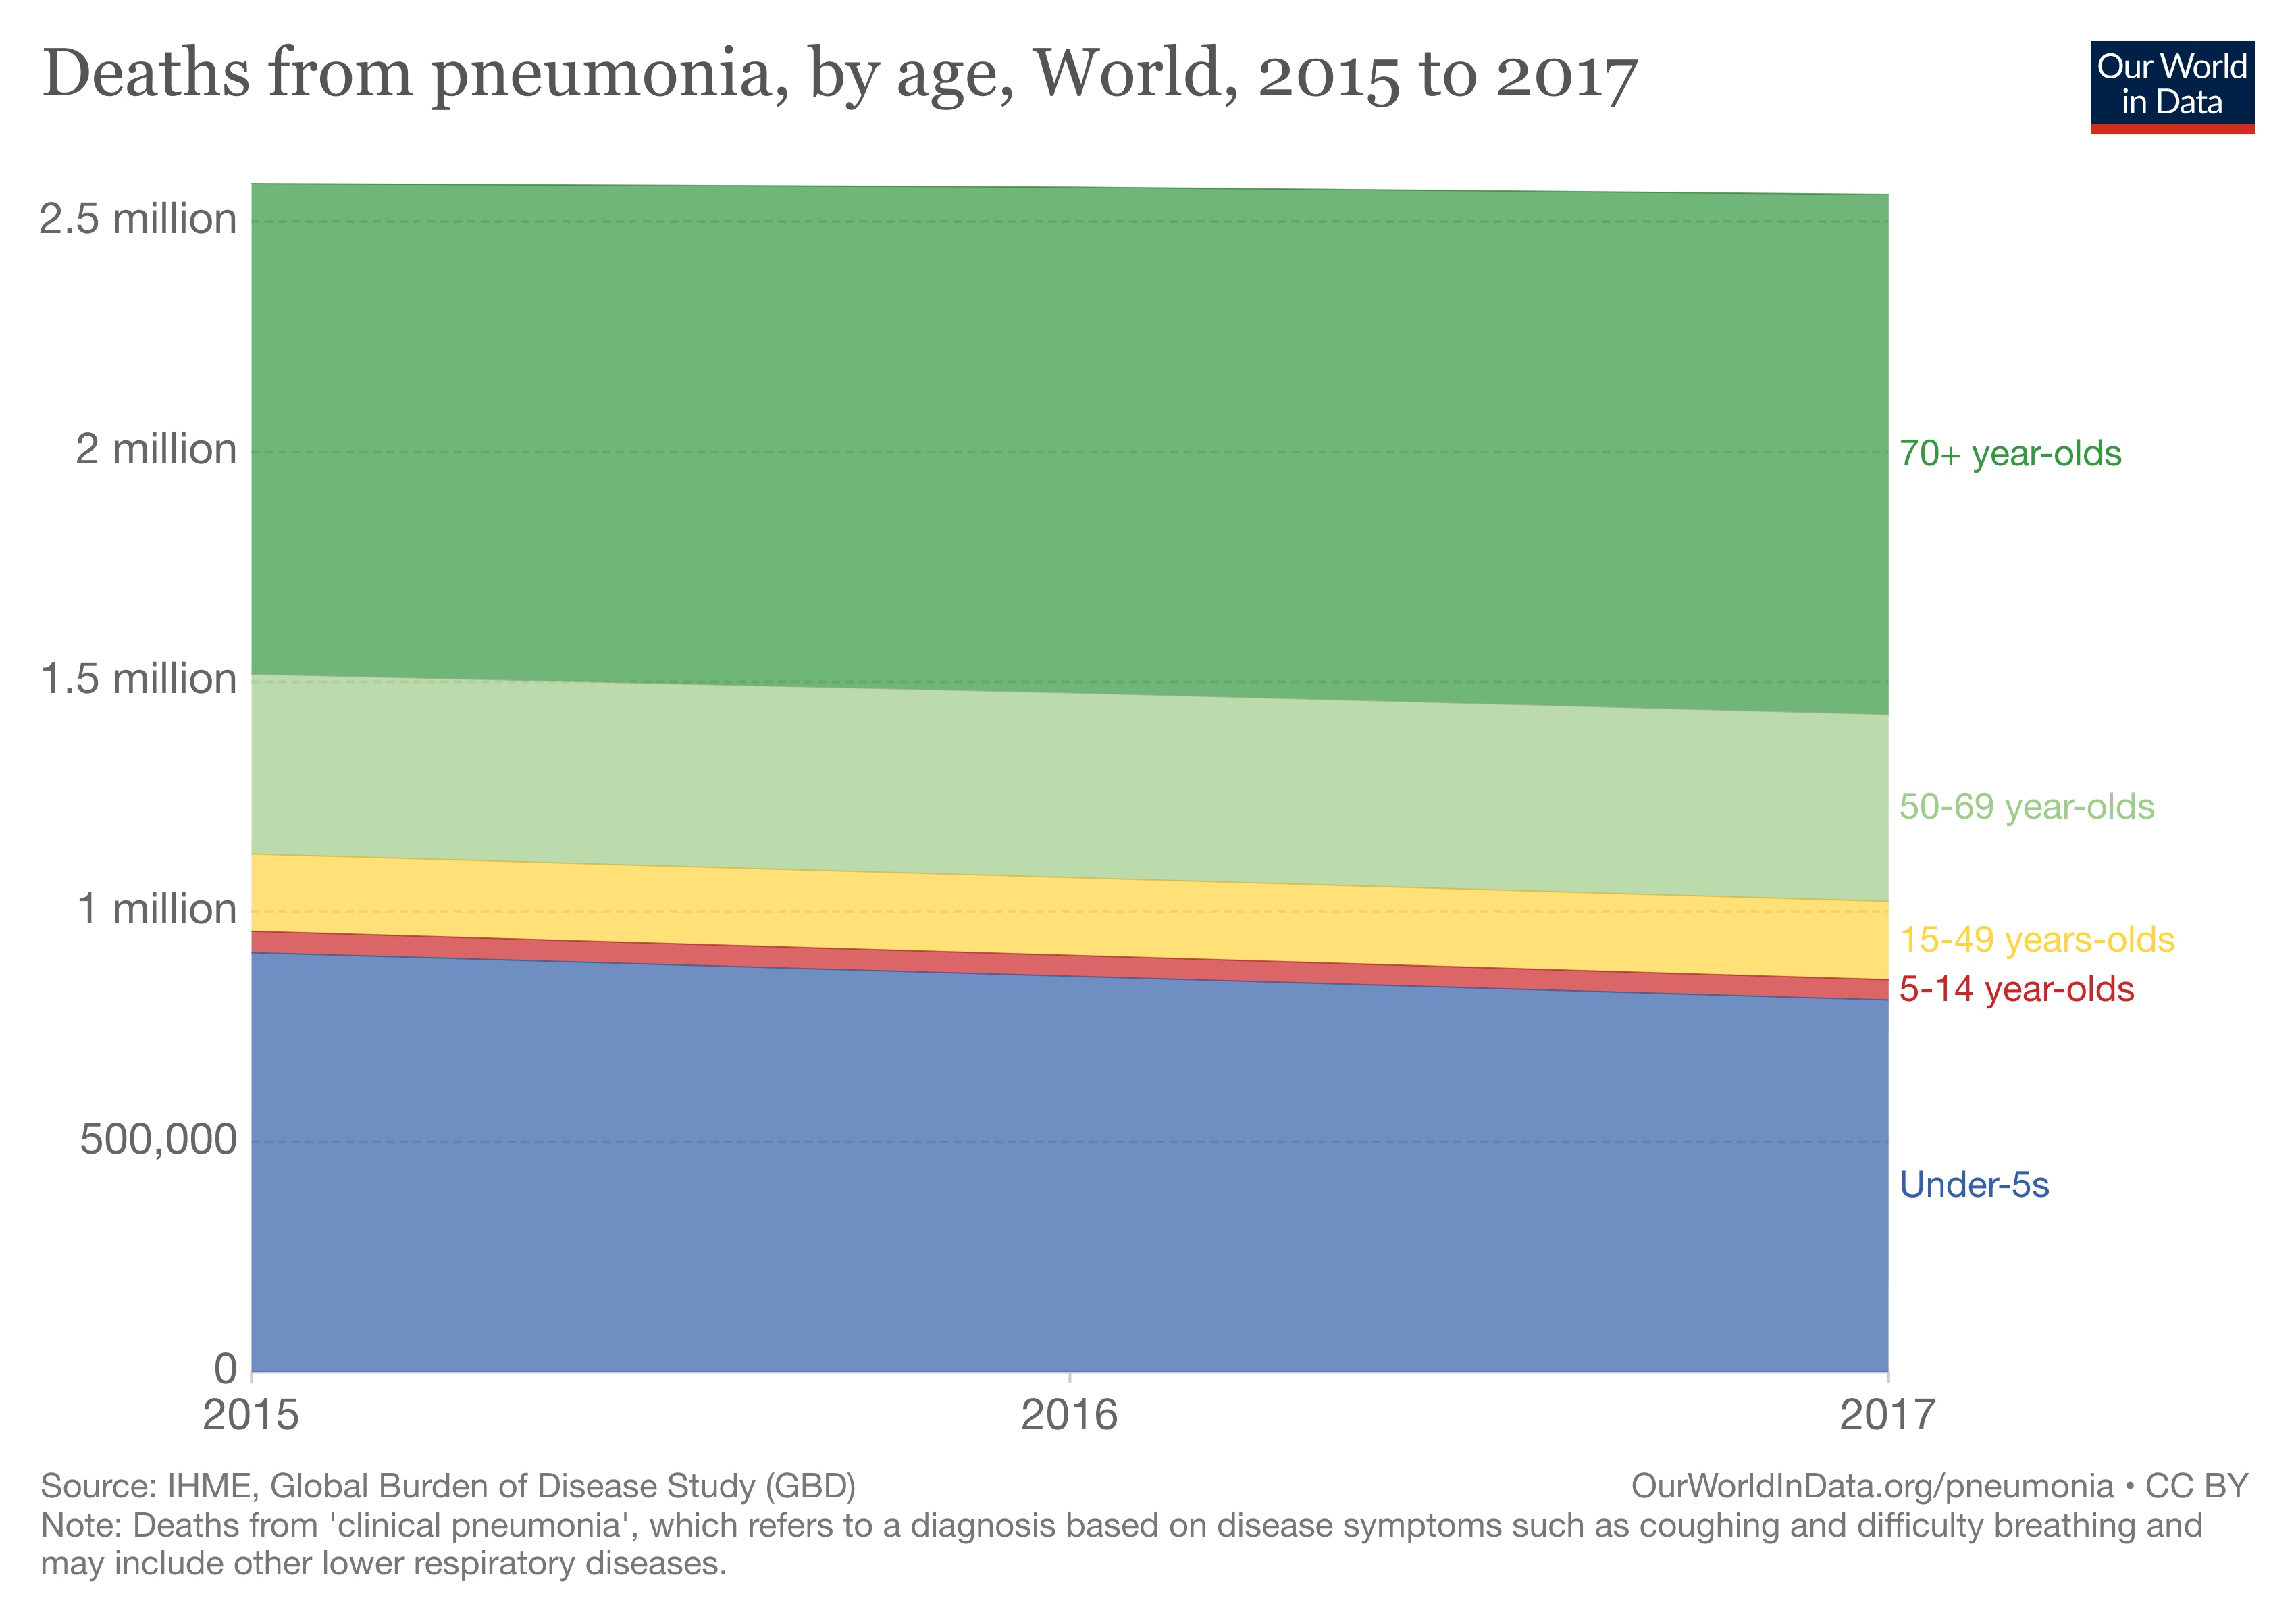 Deaths from pneumonia, by age, World, 2015 to 2017
Our World
in Data
2.5 million
2 million
1.5 million
1 million
500,000
0
70+ year-olds
50-69 year-olds
15-49 years-olds
5-14 year-olds
Under-5s
2015
2016
2017
Source: IHME, Global Burden of Disease Study (GBD)
OurWorldInData.org/pneumonia • CC BY
Note: Deaths from 'clinical pneumonia', which refers to a diagnosis based on disease symptoms such as coughing and difficulty breathing and
may include other lower respiratory diseases.